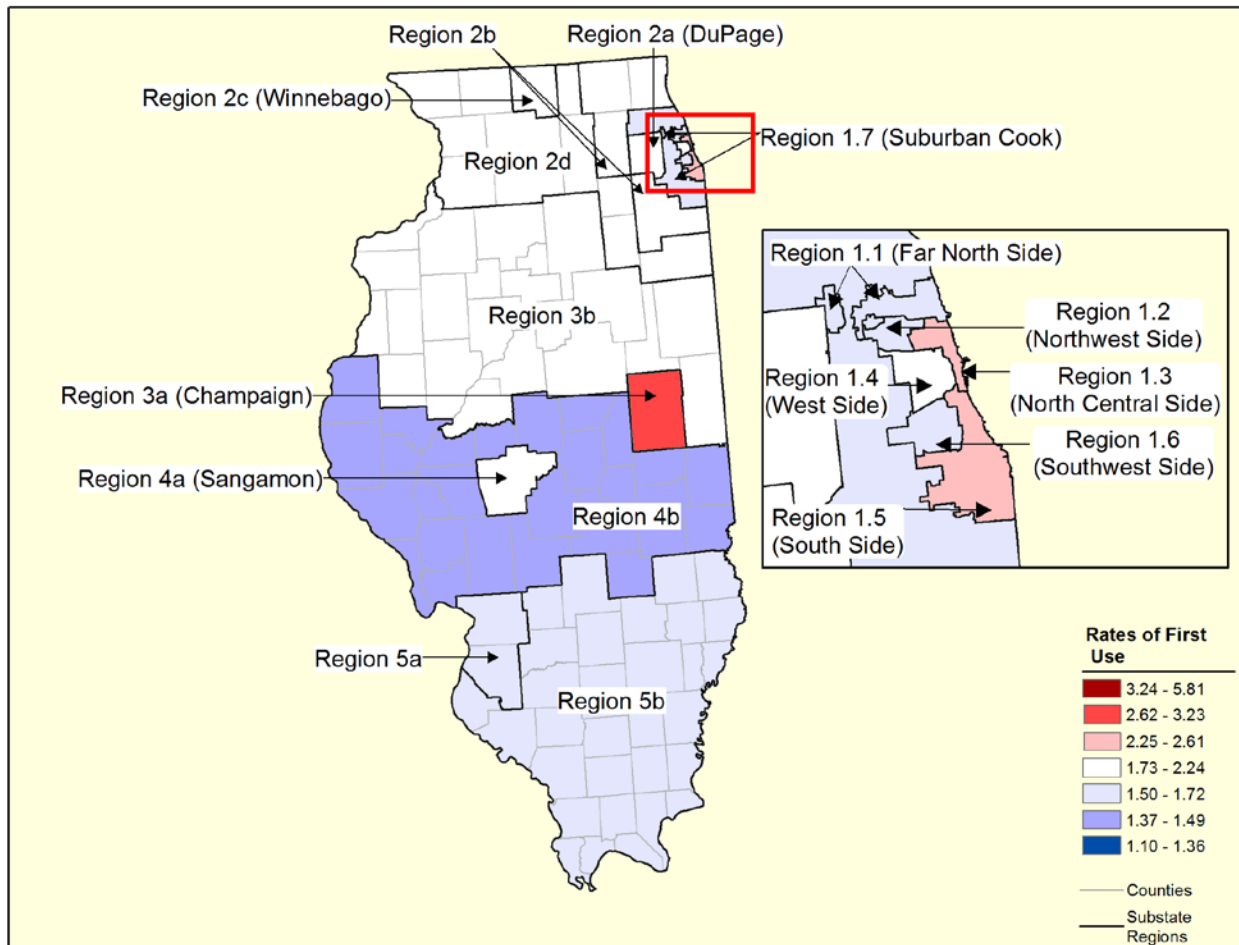 Region 2b
Region 2a (DuPage)
Region 2c (Winnebago)
Region 1.7 (Suburban Cook)
Region 2d
Region 3b
Region 3a (Champaign)
Region 4a (Sangamon)
Region 4b
Region 5a
Region 5b
Region 1.1 (Far North Side)
Region 1.2
(Northwest Side)
Region 1.4
(West Side)
Region 1.3
(North Central Side)
Region 1.6
(Southwest Side)
Region 1.5
(South Side)
Rates of First
Use
3.24 - 5.81
2.62 - 3.23
2.25 - 2.61
1.73 - 2.24
1.50 - 1.72
1.37 - 1.49
1.10 - 1.36
Counties
Substate
Regions